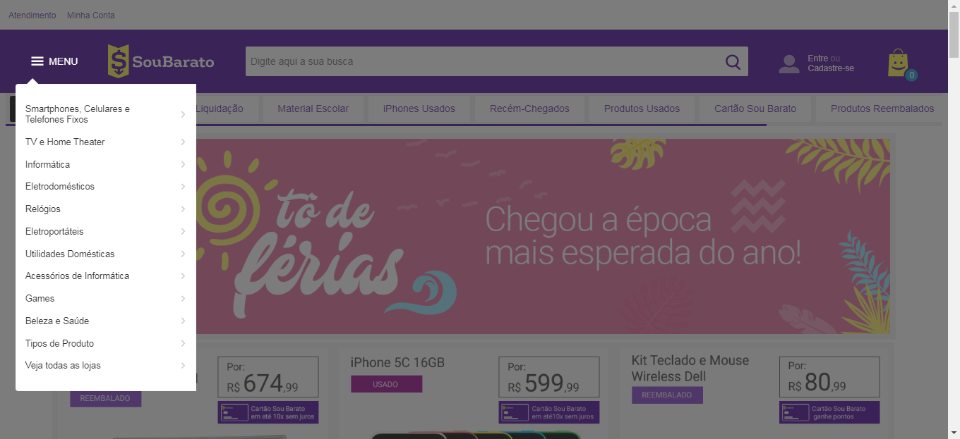 Atendimento Minha Conta
MENU
SouBarato
Digite aqui a sua busca
Entre ou
Cadastre-se
0
Liquidação
Material Escolar
iPhones Usados
Recém-Chegados
Produtos Usados
Cartão Sou Barato
Produtos Reembalados
Smartphones, Celulares e
Telefones Fixos
TV e Home Theater
Informática
Eletrodomésticos
Relógios
Eletroportáteis
Utilidades Domésticas
Acessórios de Informática
Games
Beleza e Saúde
Tipos de Produto
Veja todas as lojas
tô de
férias
Chegou a época
mais esperada do ano!
REEMBALADO
Por:
R$ 674,99
Cartão Sou Barato
em até 10x sem juros
iPhone 5C 16GB
USADO
Por:
R$ 599,99
Cartão Sou Barato
em até10x sem juros
Kit Teclado e Mouse
Wireless Dell
REEMBALADO
Por:
R$ 80,99
Cartão Sou Barato
ganhe pontos